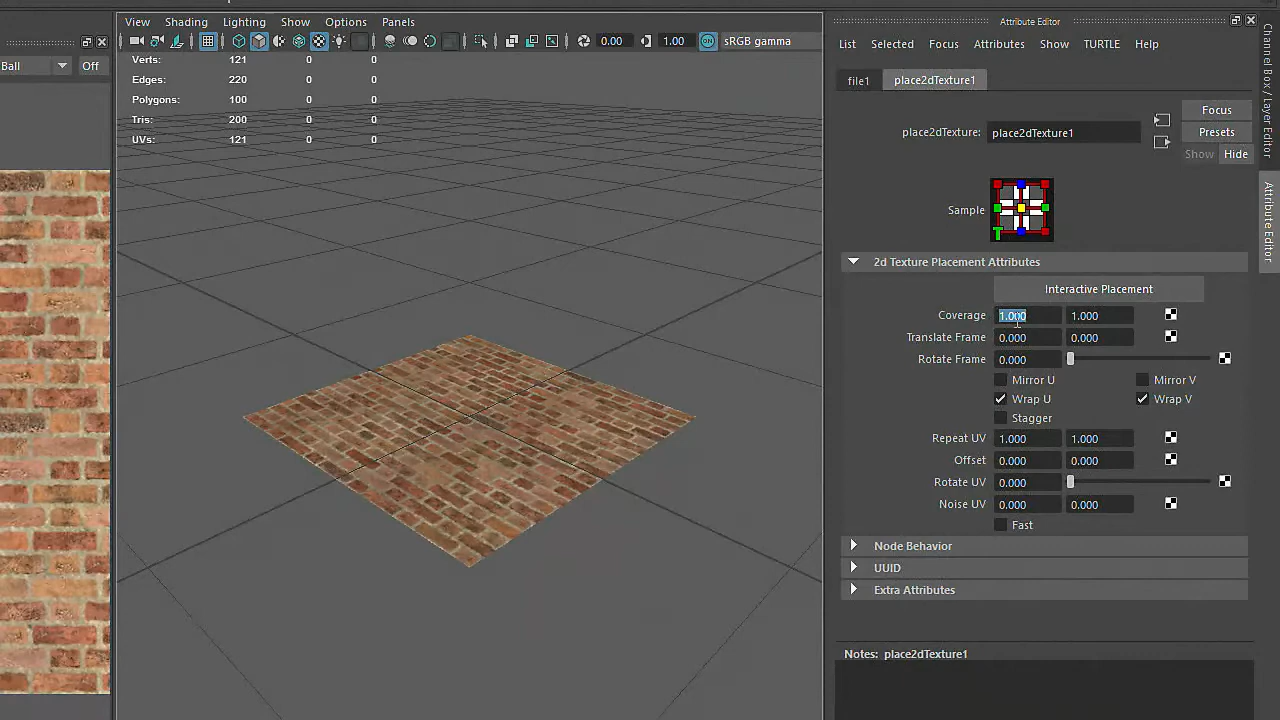 View Shading Lighting Show Options Panels
Attribute Editor
Ball Off
0.00 1.00 sRGB gamma
List Selected Focus Attributes Show TURTLE Help
Verts: 121 0 0
Edges: 220 0 0
Polygons: 100 0 0
Tris: 200 0 0
UVs: 121 0 0
file1 place2dTexture1
Focus
place2dTexture: place2dTexture1
Presets
Show Hide
Sample
2d Texture Placement Attributes
Interactive Placement
Coverage 1.000 1.000
Translate Frame 0.000 0.000
Rotate Frame 0.000
Mirror U Mirror V
Wrap U Wrap V
Stagger
Repeat UV 1.000 1.000
Offset 0.000 0.000
Rotate UV 0.000
Noise UV 0.000 0.000
Fast
Node Behavior
UUID
Extra Attributes
Notes: place2dTexture1
Channel Box / Layer Editor
Attribute Editor